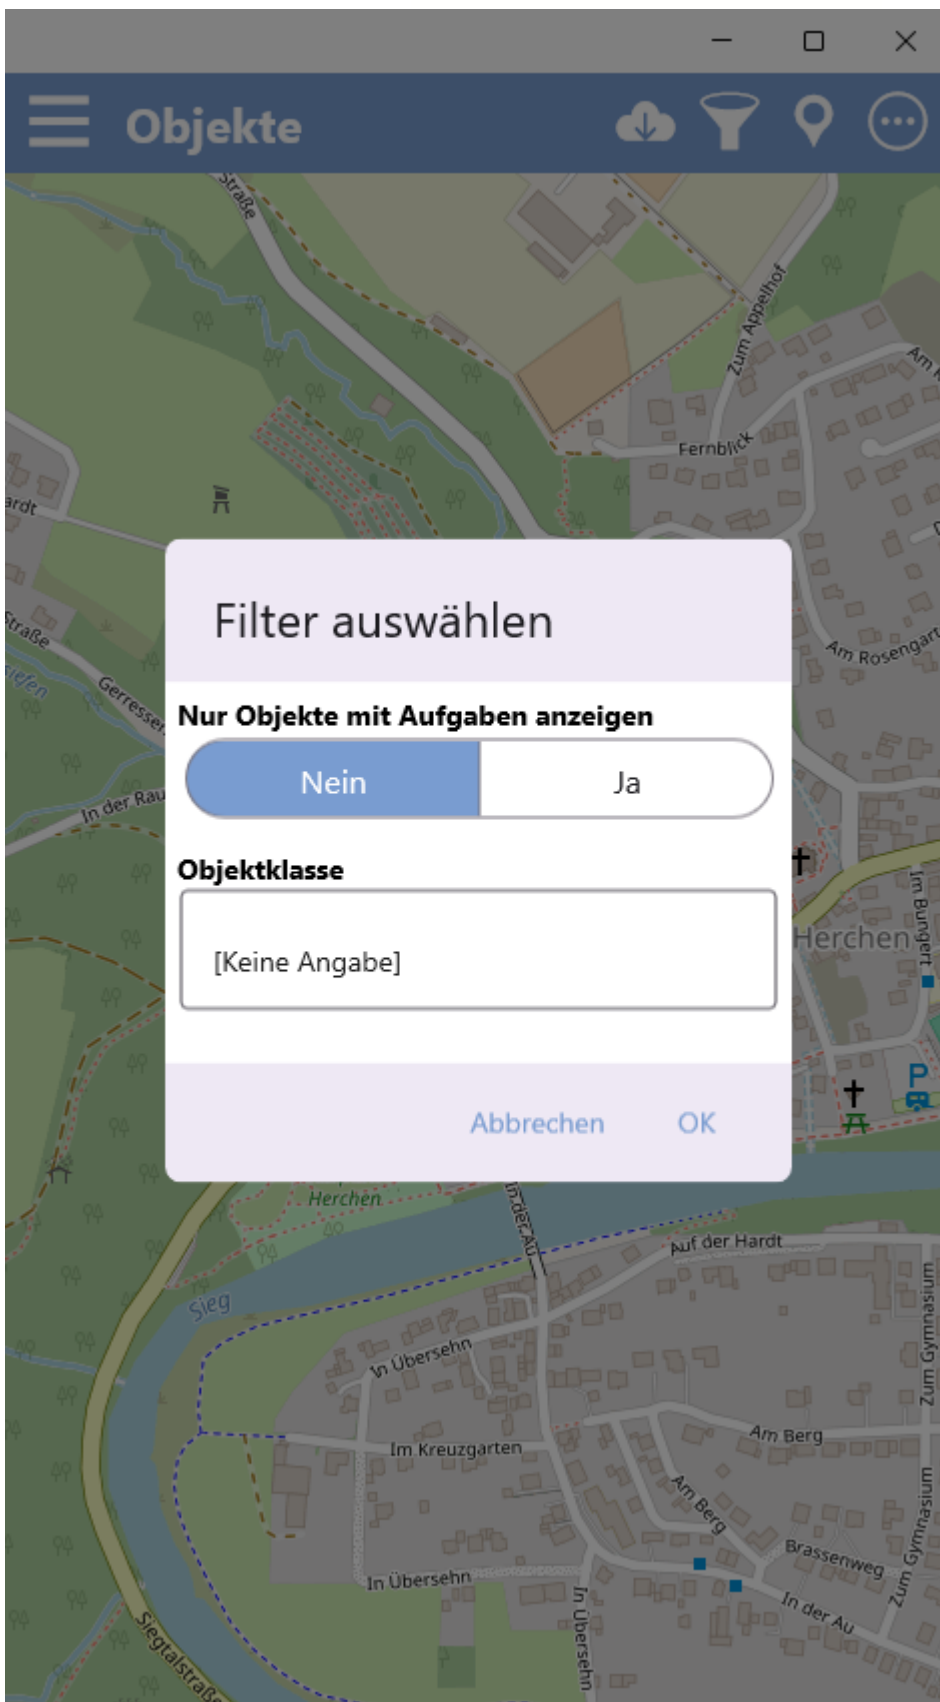 Objekte
Straße
Zum Appelhof
Fernblick
Filter auswählen
Nur Objekte mit Aufgaben anzeigen
Nein
Ja
Objektklasse
[Keine Angabe]
Abbrechen
OK
Straße
In der Rau
Am Rosengart
Im Bungert
Herchen
P
Herchen
In der Au
Auf der Hardt
Sieg
In Übersehn
Zum Gymnasium
Im Kreuzgarten
Am Berg
Am Berg
Brassenweg
Zum Gymnasium
In Übersehn
In der Au
In Übersehn
Siegtalstraße